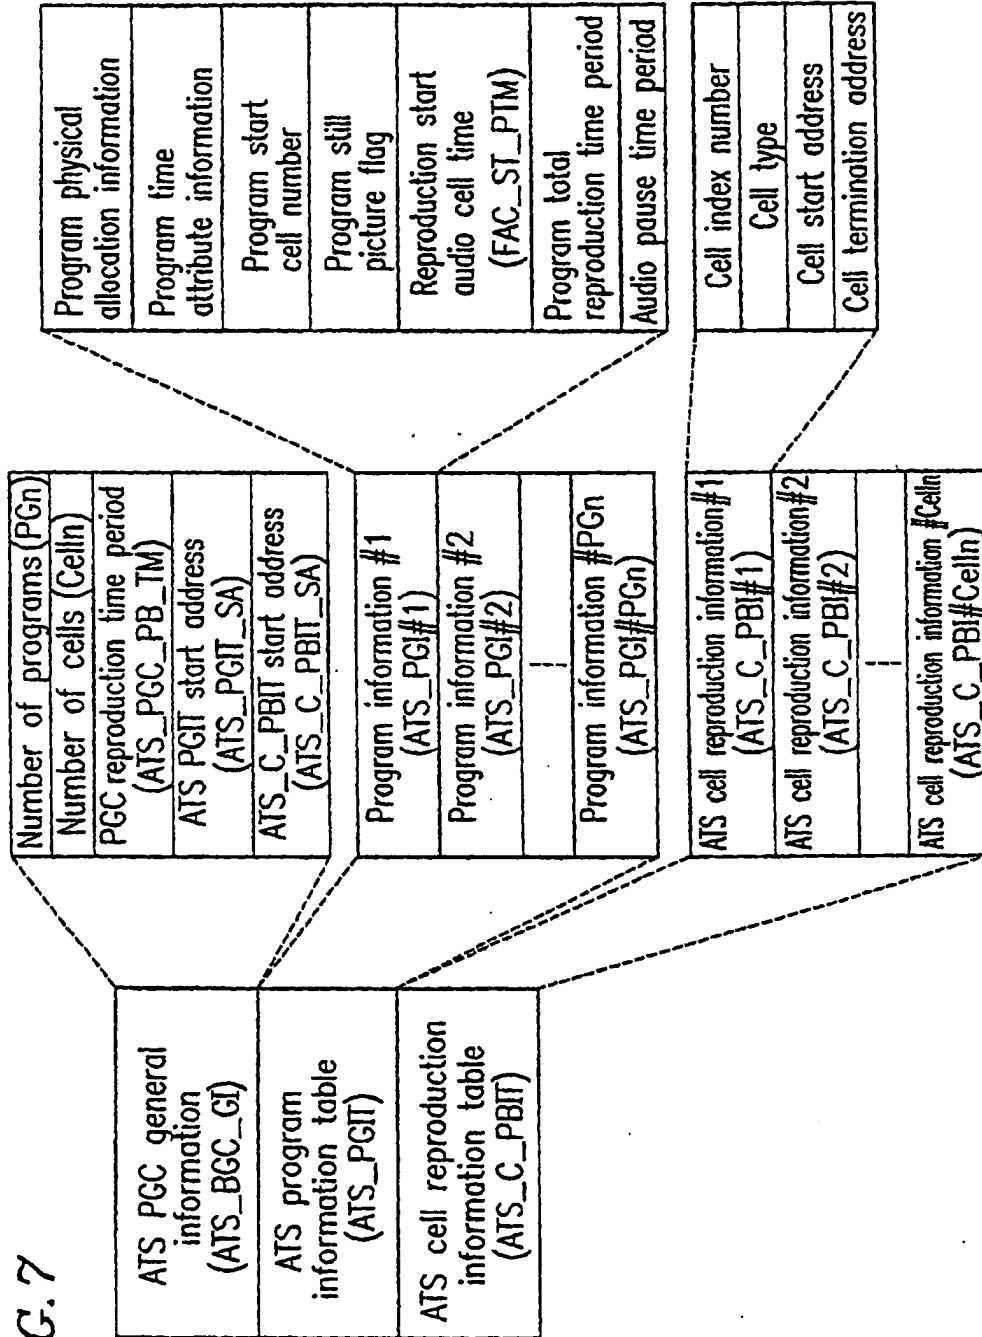 G. 7
ATS PGC general
information
(ATS_BGC_GI)
ATS program
information table
(ATS_PGIT)
ATS cell reproduction
information table
(ATS_C_PBIT)
Number of programs (PGn)
Number of cells (Celln)
PGC reproduction time period
(ATS_PGC_PB_TM)
ATS PGIT start address
(ATS_PGIT_SA)
ATS_C_PBIT start address
(ATS_C_PBIT_SA)
Program information #1
(ATS_PGI#1)
Program information #2
(ATS_PGI#2)
Program information #PGn
(ATS_PGI#PGn)
ATS cell reproduction information#1
(ATS_C_PBI#1)
ATS cell reproduction information#2
(ATS_C_PBI#2)
ATS cell reproduction information #Celln
(ATS_C_PBI#Celln)
Program physical
allocation information
Program time
attribute information
Program start
cell number
Program still
picture flag
Reproduction start
audio cell time
(FAC_ST_PTM)
Program total
reproduction time period
Audio pause time period
Cell index number
Cell type
Cell start address
Cell termination address